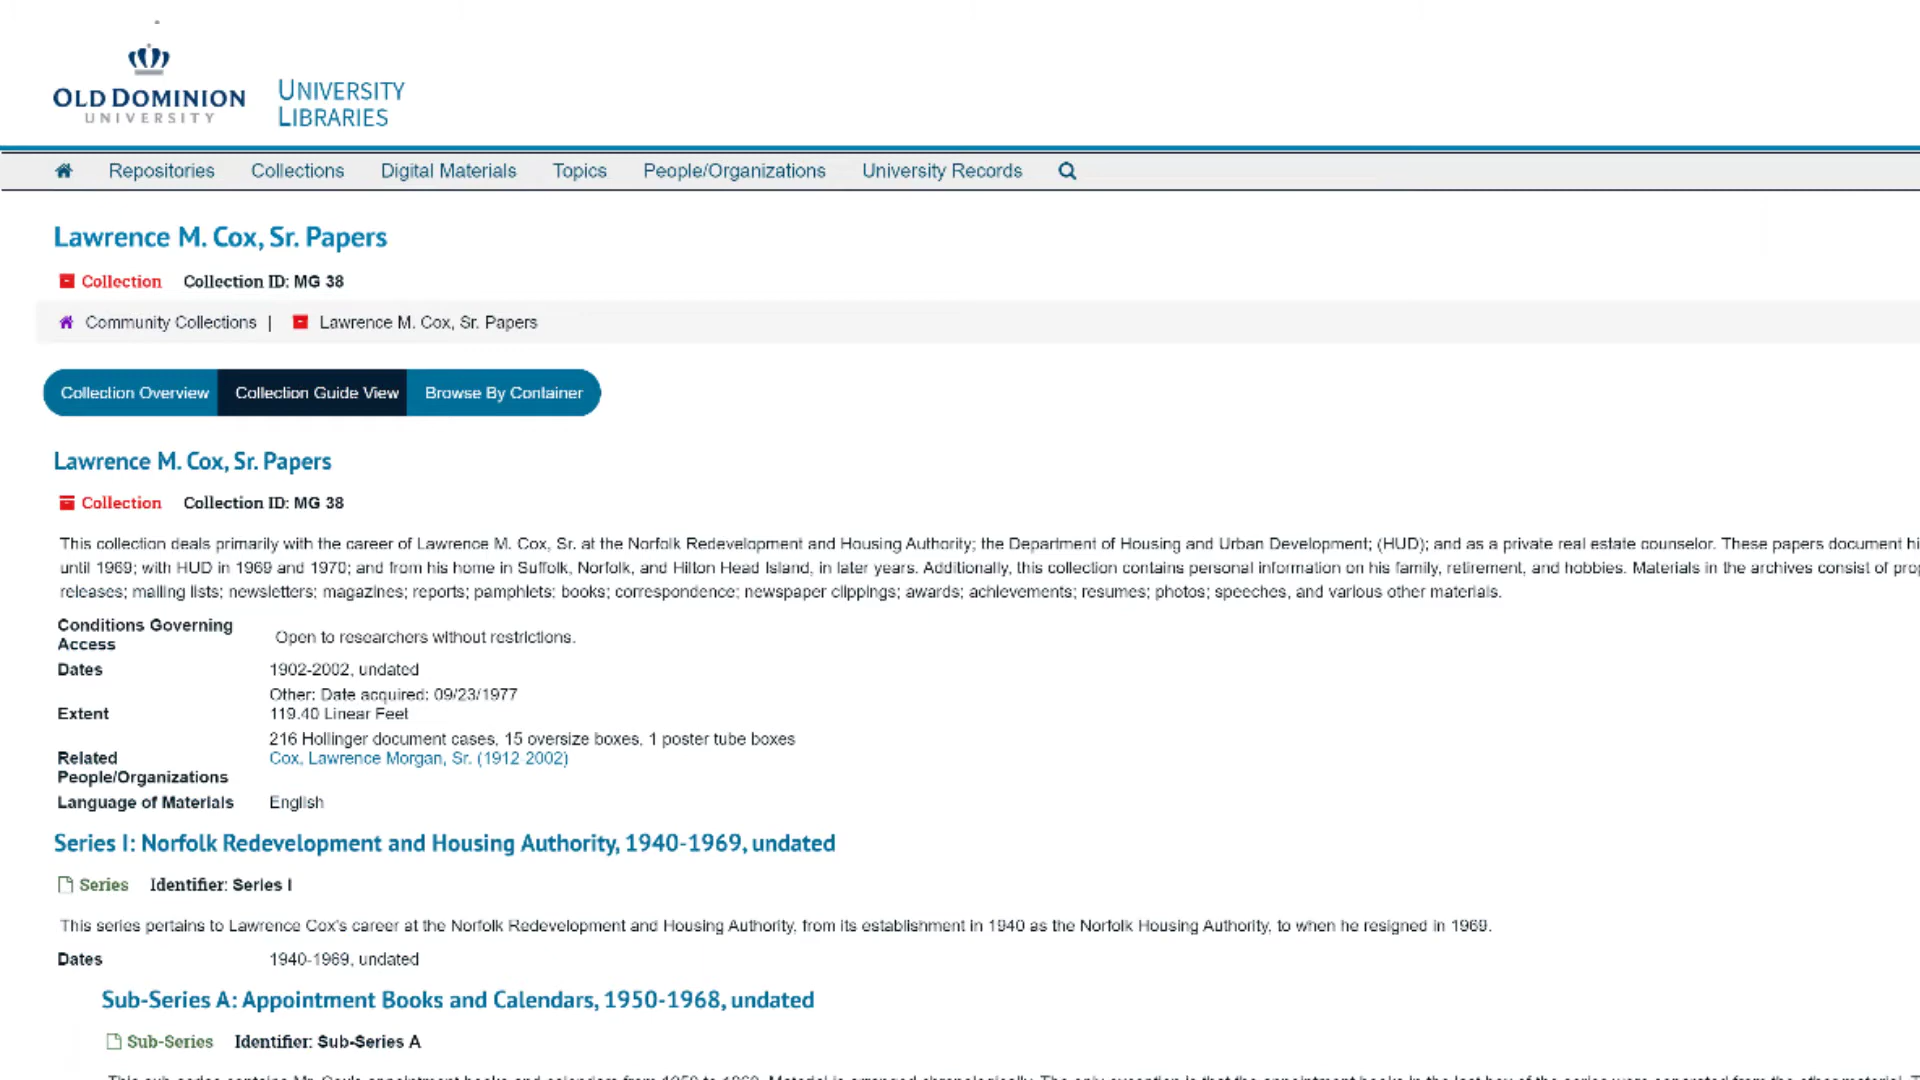 OLD DOMINION
UNIVERSITY
UNIVERSITY
LIBRARIES
Repositories Collections Digital Materials Topics People/Organizations University Records
Lawrence M. Cox, Sr. Papers
Collection Collection ID: MG 38
Community Collections | Lawrence M. Cox, Sr. Papers
Collection Overview Collection Guide View Browse By Container
Lawrence M. Cox, Sr. Papers
Collection Collection ID: MG 38
This collection deals primarily with the career of Lawrence M. Cox, Sr. at the Norfolk Redevelopment and Housing Authority; the Department of Housing and Urban Development; (HUD); and as a private real estate counselor. These papers document
until 1969; with HUD in 1969 and 1970; and from his home in Suffolk, Norfolk, and Hilton Head Island, in later years. Additionally, this collection contains personal information on his family, retirement, and hobbies. Materials in the archives consist of
releases; mailing lists; newsletters; magazines; reports; pamphlets; books; correspondence; newspaper clippings; awards; achievements; resumes; photos; speeches, and various other materials.
Conditions Governing
Access
Open to researchers without restrictions.
Dates 1902-2002, undated
Other: Date acquired: 09/23/1977
Extent 119.40 Linear Feet
216 Hollinger document cases, 15 oversize boxes, 1 poster tube boxes
Related
People/Organizations
Cox, Lawrence Morgan, Sr. (1912-2002)
Language of Materials English
Series I: Norfolk Redevelopment and Housing Authority, 1940-1969, undated
Series Identifier: Series I
This series pertains to Lawrence Cox's career at the Norfolk Redevelopment and Housing Authority, from its establishment in 1940 as the Norfolk Housing Authority, to when he resigned in 1969.
Dates 1940-1969, undated
Sub-Series A: Appointment Books and Calendars, 1950-1968, undated
Sub-Series Identifier: Sub-Series A